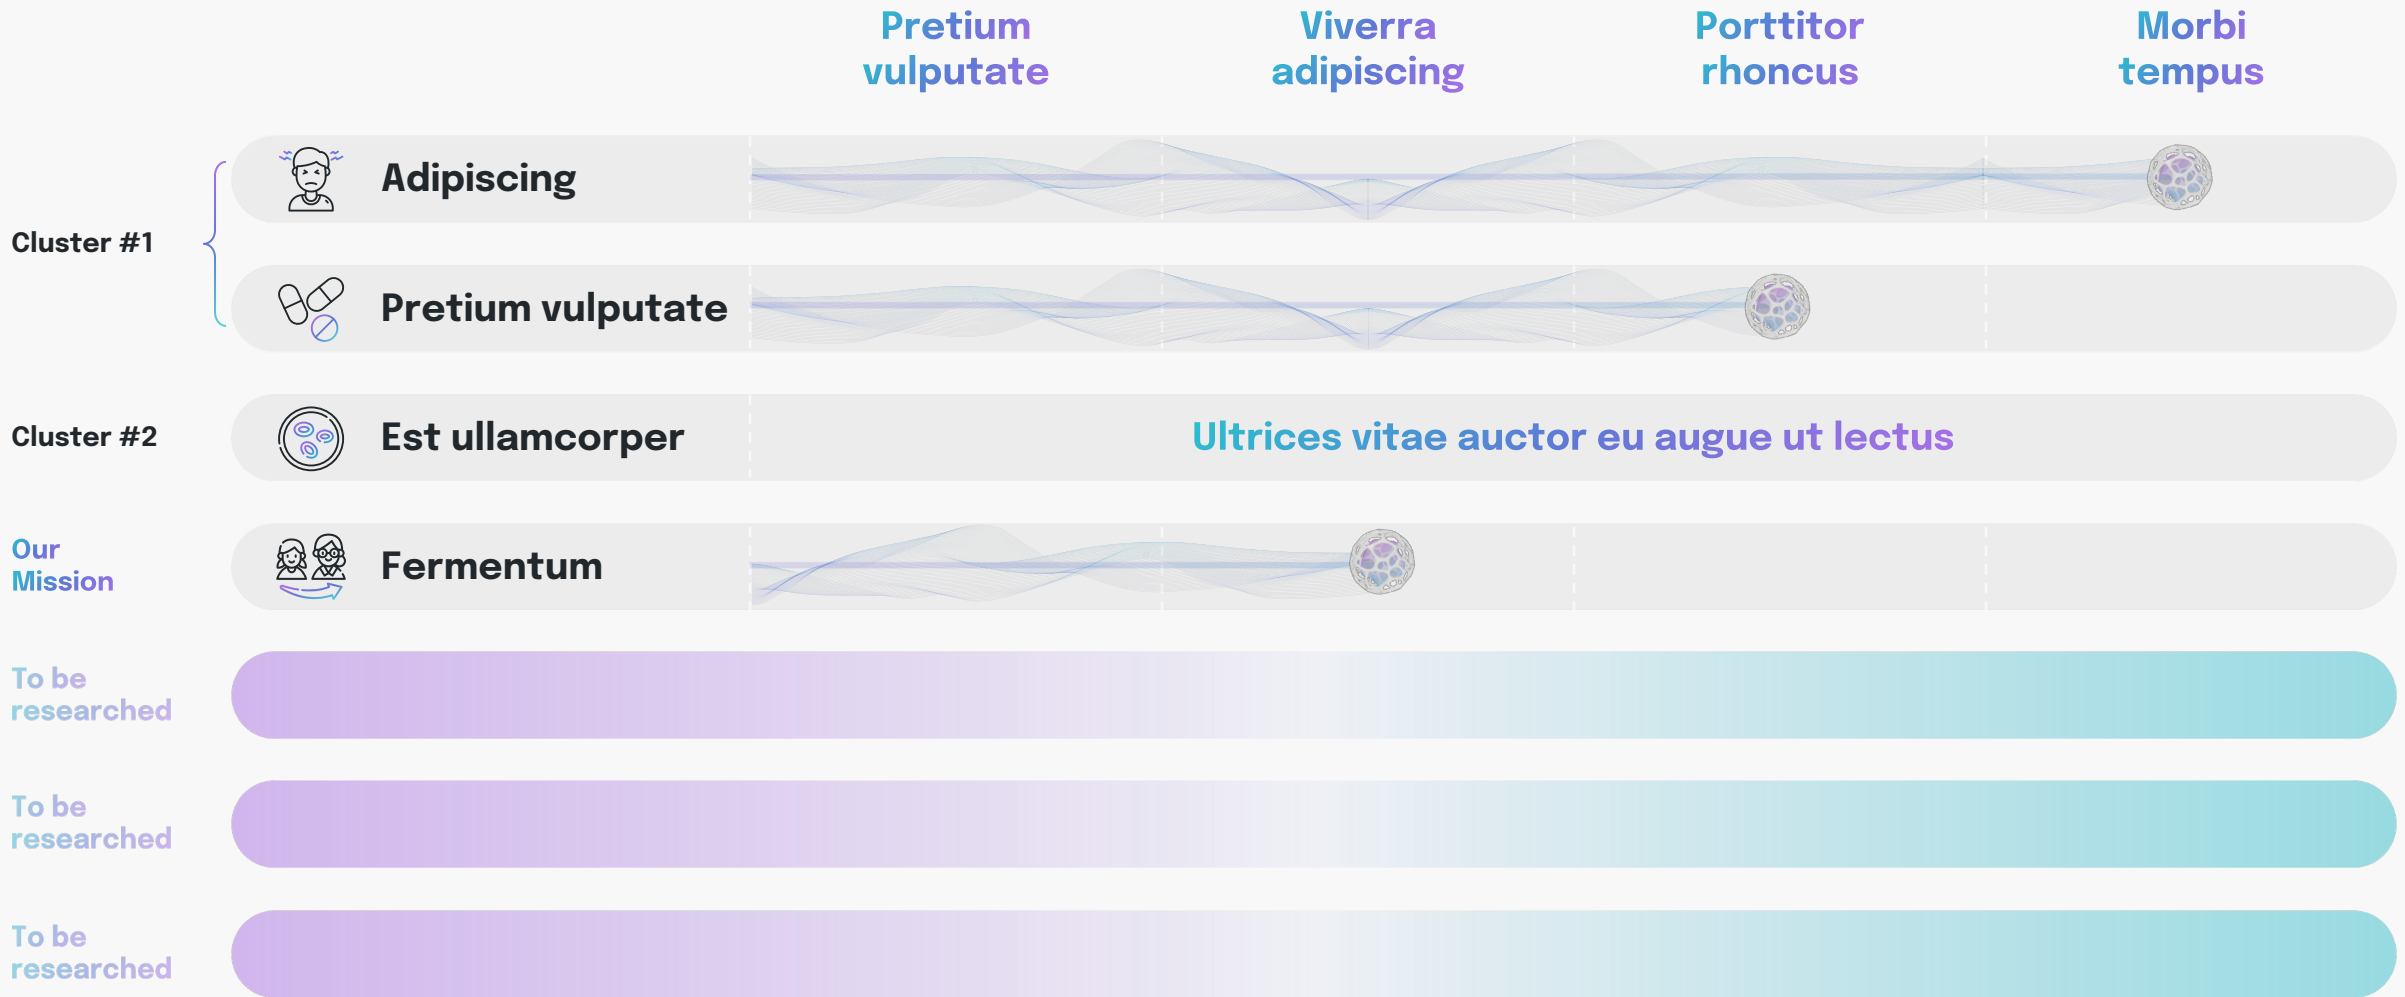 Pretium
vulputate
Viverra
adipiscing
Porttitor
rhoncus
Morbi
tempus
Cluster #1
Adipiscing
Pretium vulputate
Cluster #2
Est ullamcorper
Ultrices vitae auctor eu augue ut lectus
Our
Mission
Fermentum
To be
researched
To be
researched
To be
researched